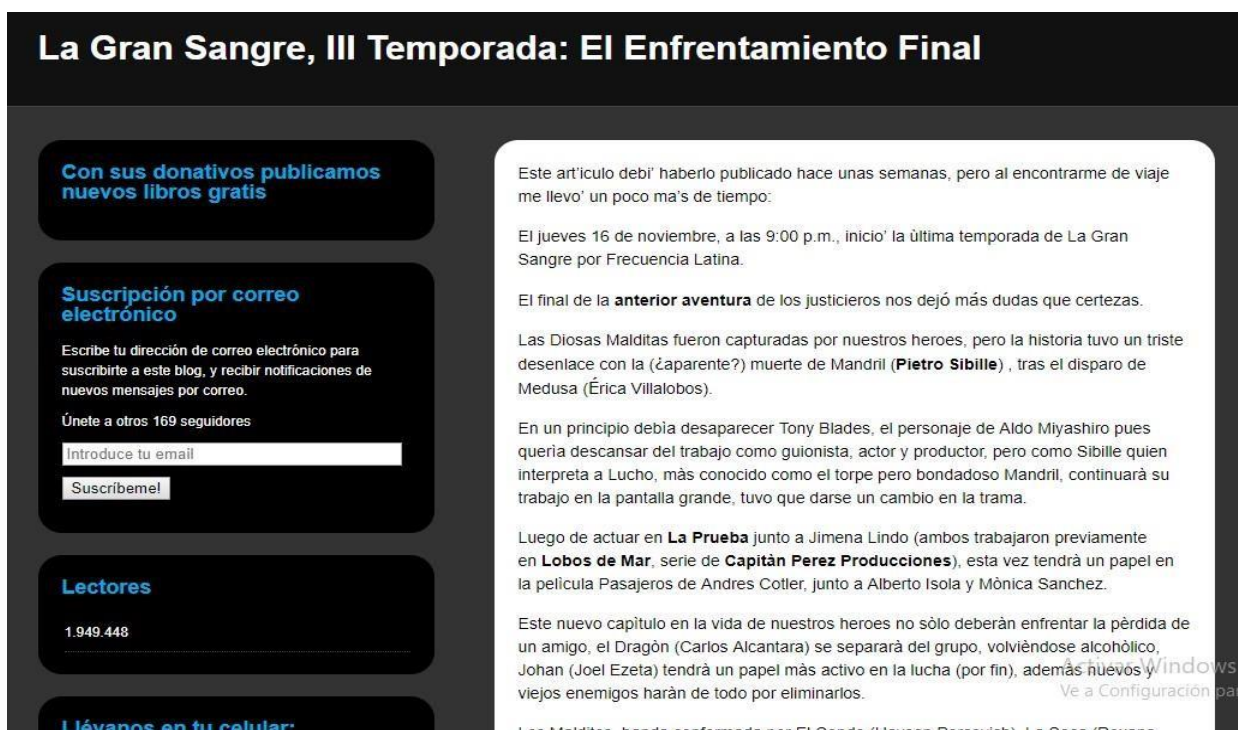 La Gran Sangre, III Temporada: El Enfrentamiento Final
Con sus donativos publicamos
nuevos libros gratis
Suscripción por correo
electrónico
Escribe tu dirección de correo electrónico para
suscribirte a este blog, y recibir notificaciones de
nuevos mensajes por correo.
Únete a otros 169 seguidores
Introduce tu email
Suscríbeme!
Lectores
1.949.448
Llévanos en tu celular:
Este art'iculo debi' haberlo publicado hace unas semanas, pero al encontrarme de viaje
me llevo' un poco ma's de tiempo:
El jueves 16 de noviembre, a las 9:00 p.m., inicio' la ùltima temporada de La Gran
Sangre por Frecuencia Latina.
El final de la anterior aventura de los justicieros nos dejó más dudas que certezas.
Las Diosas Malditas fueron capturadas por nuestros heroes, pero la historia tuvo un triste
desenlace con la (¿aparente?) muerte de Mandril (Pietro Sibille) , tras el disparo de
Medusa (Érica Villalobos).
En un principio debìa desaparecer Tony Blades, el personaje de Aldo Miyashiro pues
querìa descansar del trabajo como guionista, actor y productor, pero como Sibille quien
interpreta a Lucho, màs conocido como el torpe pero bondadoso Mandril, continuarà su
trabajo en la pantalla grande, tuvo que darse un cambio en la trama.
Luego de actuar en La Prueba junto a Jimena Lindo (ambos trabajaron previamente
en Lobos de Mar, serie de Capitàn Perez Producciones), esta vez tendrà un papel en
la pelìcula Pasajeros de Andres Cotler, junto a Alberto Isola y Mònica Sanchez.
Este nuevo capìtulo en la vida de nuestros heroes no sòlo deberàn enfrentar la pèrdida de
un amigo, el Dragòn (Carlos Alcantara) se separarà del grupo, volvièndose alcohòlico,
Johan (Joel Ezeta) tendrà un papel màs activo en la lucha (por fin), además nuevos y
viejos enemigos haràn de todo por eliminarlos.
Activar Windows
Ve a Configuración par